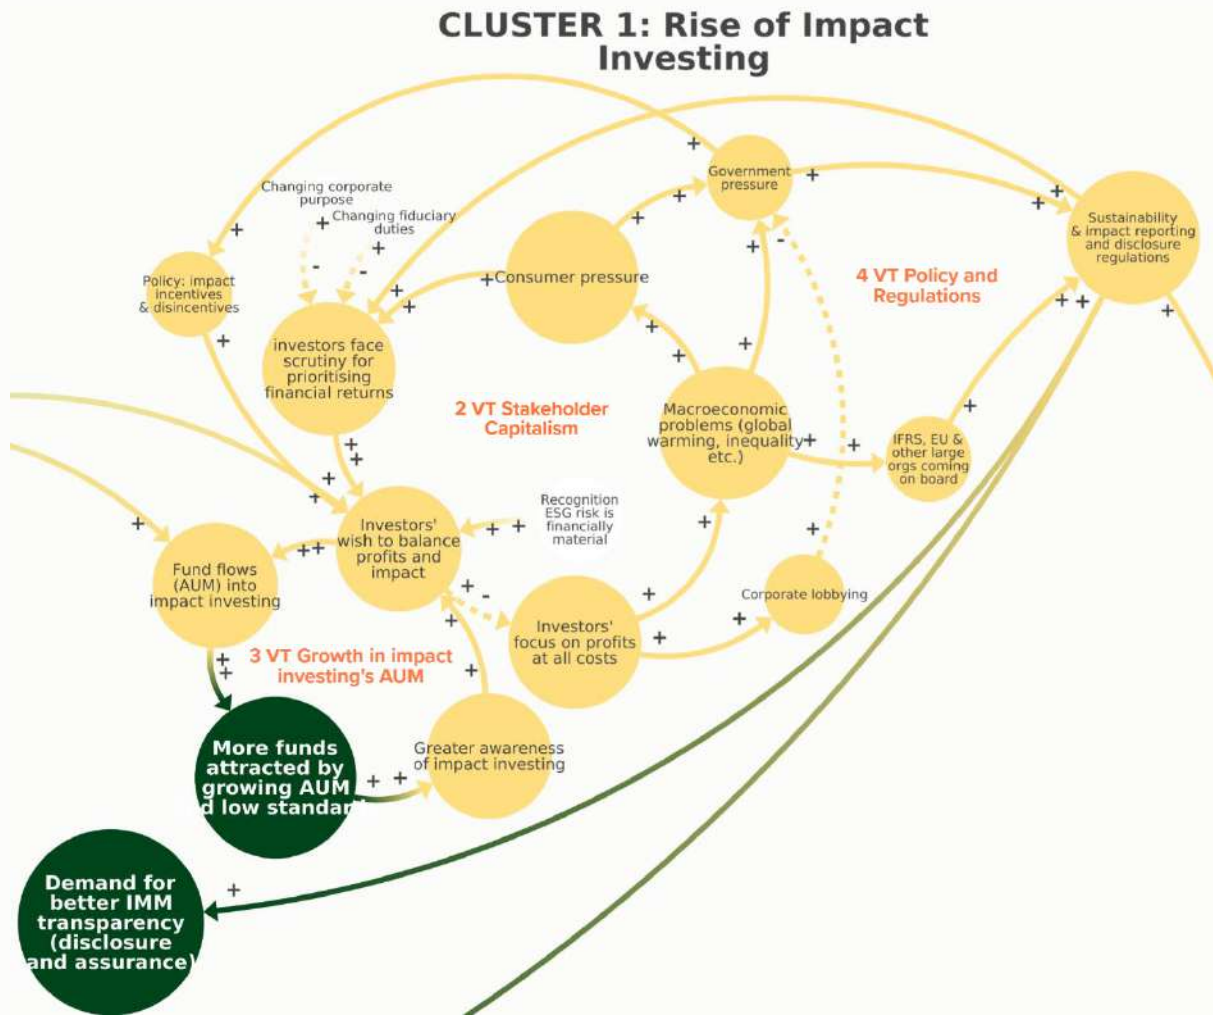 CLUSTER 1: Rise of Impact
Investing
Government
pressure
Changing corporate
purpose
Changing fiduciary
duties
Sustainability
& impact reporting
and disclosure
regulations
Policy: impact
incentives
& disincentives
Consumer pressure
4 VT Policy and
Regulations
investors face
scrutiny for
prioritising
financial returns
2 VT Stakeholder
Capitalism
Macroeconomic
problems (global
warming, inequality
etc.)
IFRS, EU &
other large
orgs coming
on board
Recognition
ESG risk is
financially
material
Investors'
wish to balance
profits and
impact
Fund flows
(AUM) into
impact investing
Corporate lobbying
Investors'
focus on profits
at all costs
3 VT Growth in impact
investing's AUM
More funds
attracted by
growing AUM
d low standar
Greater awareness
of impact investing
Demand for
better IMM
transparency
(disclosure
and assurance)